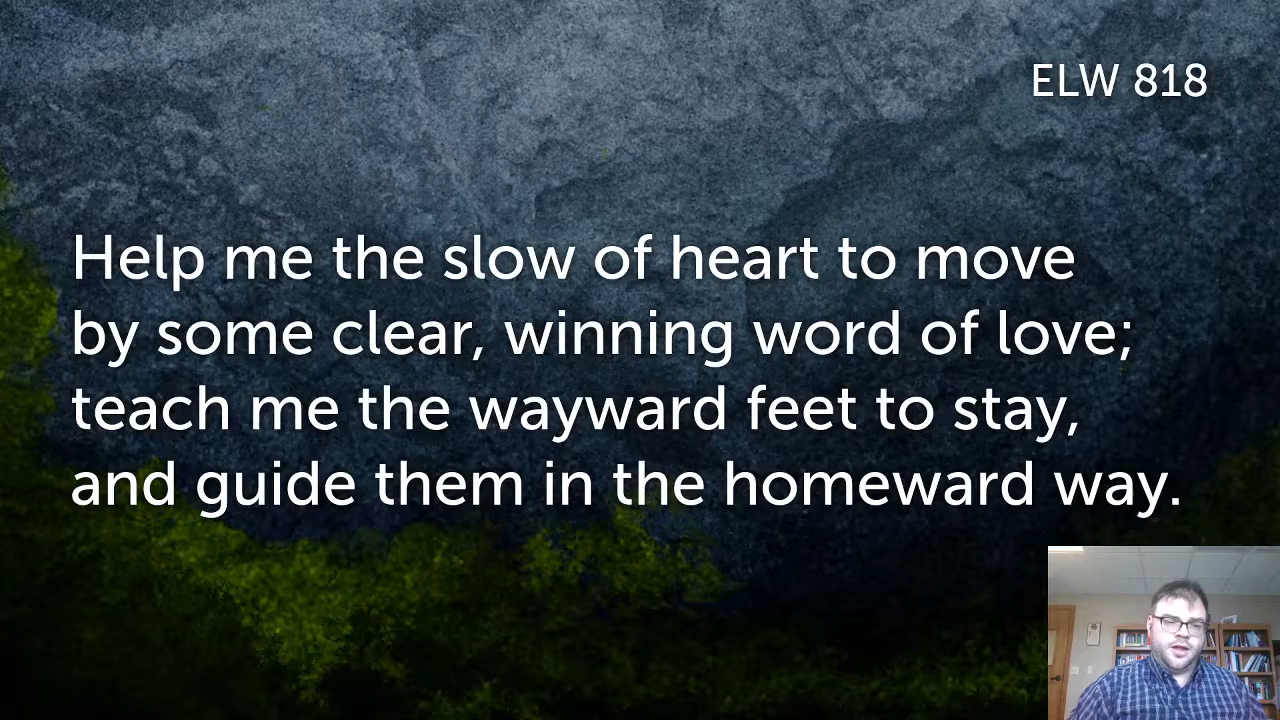 ELW 818
Help me the slow of heart to move
by some clear, winning word of love;
teach me the wayward feet to stay,
and guide them in the homeward way.